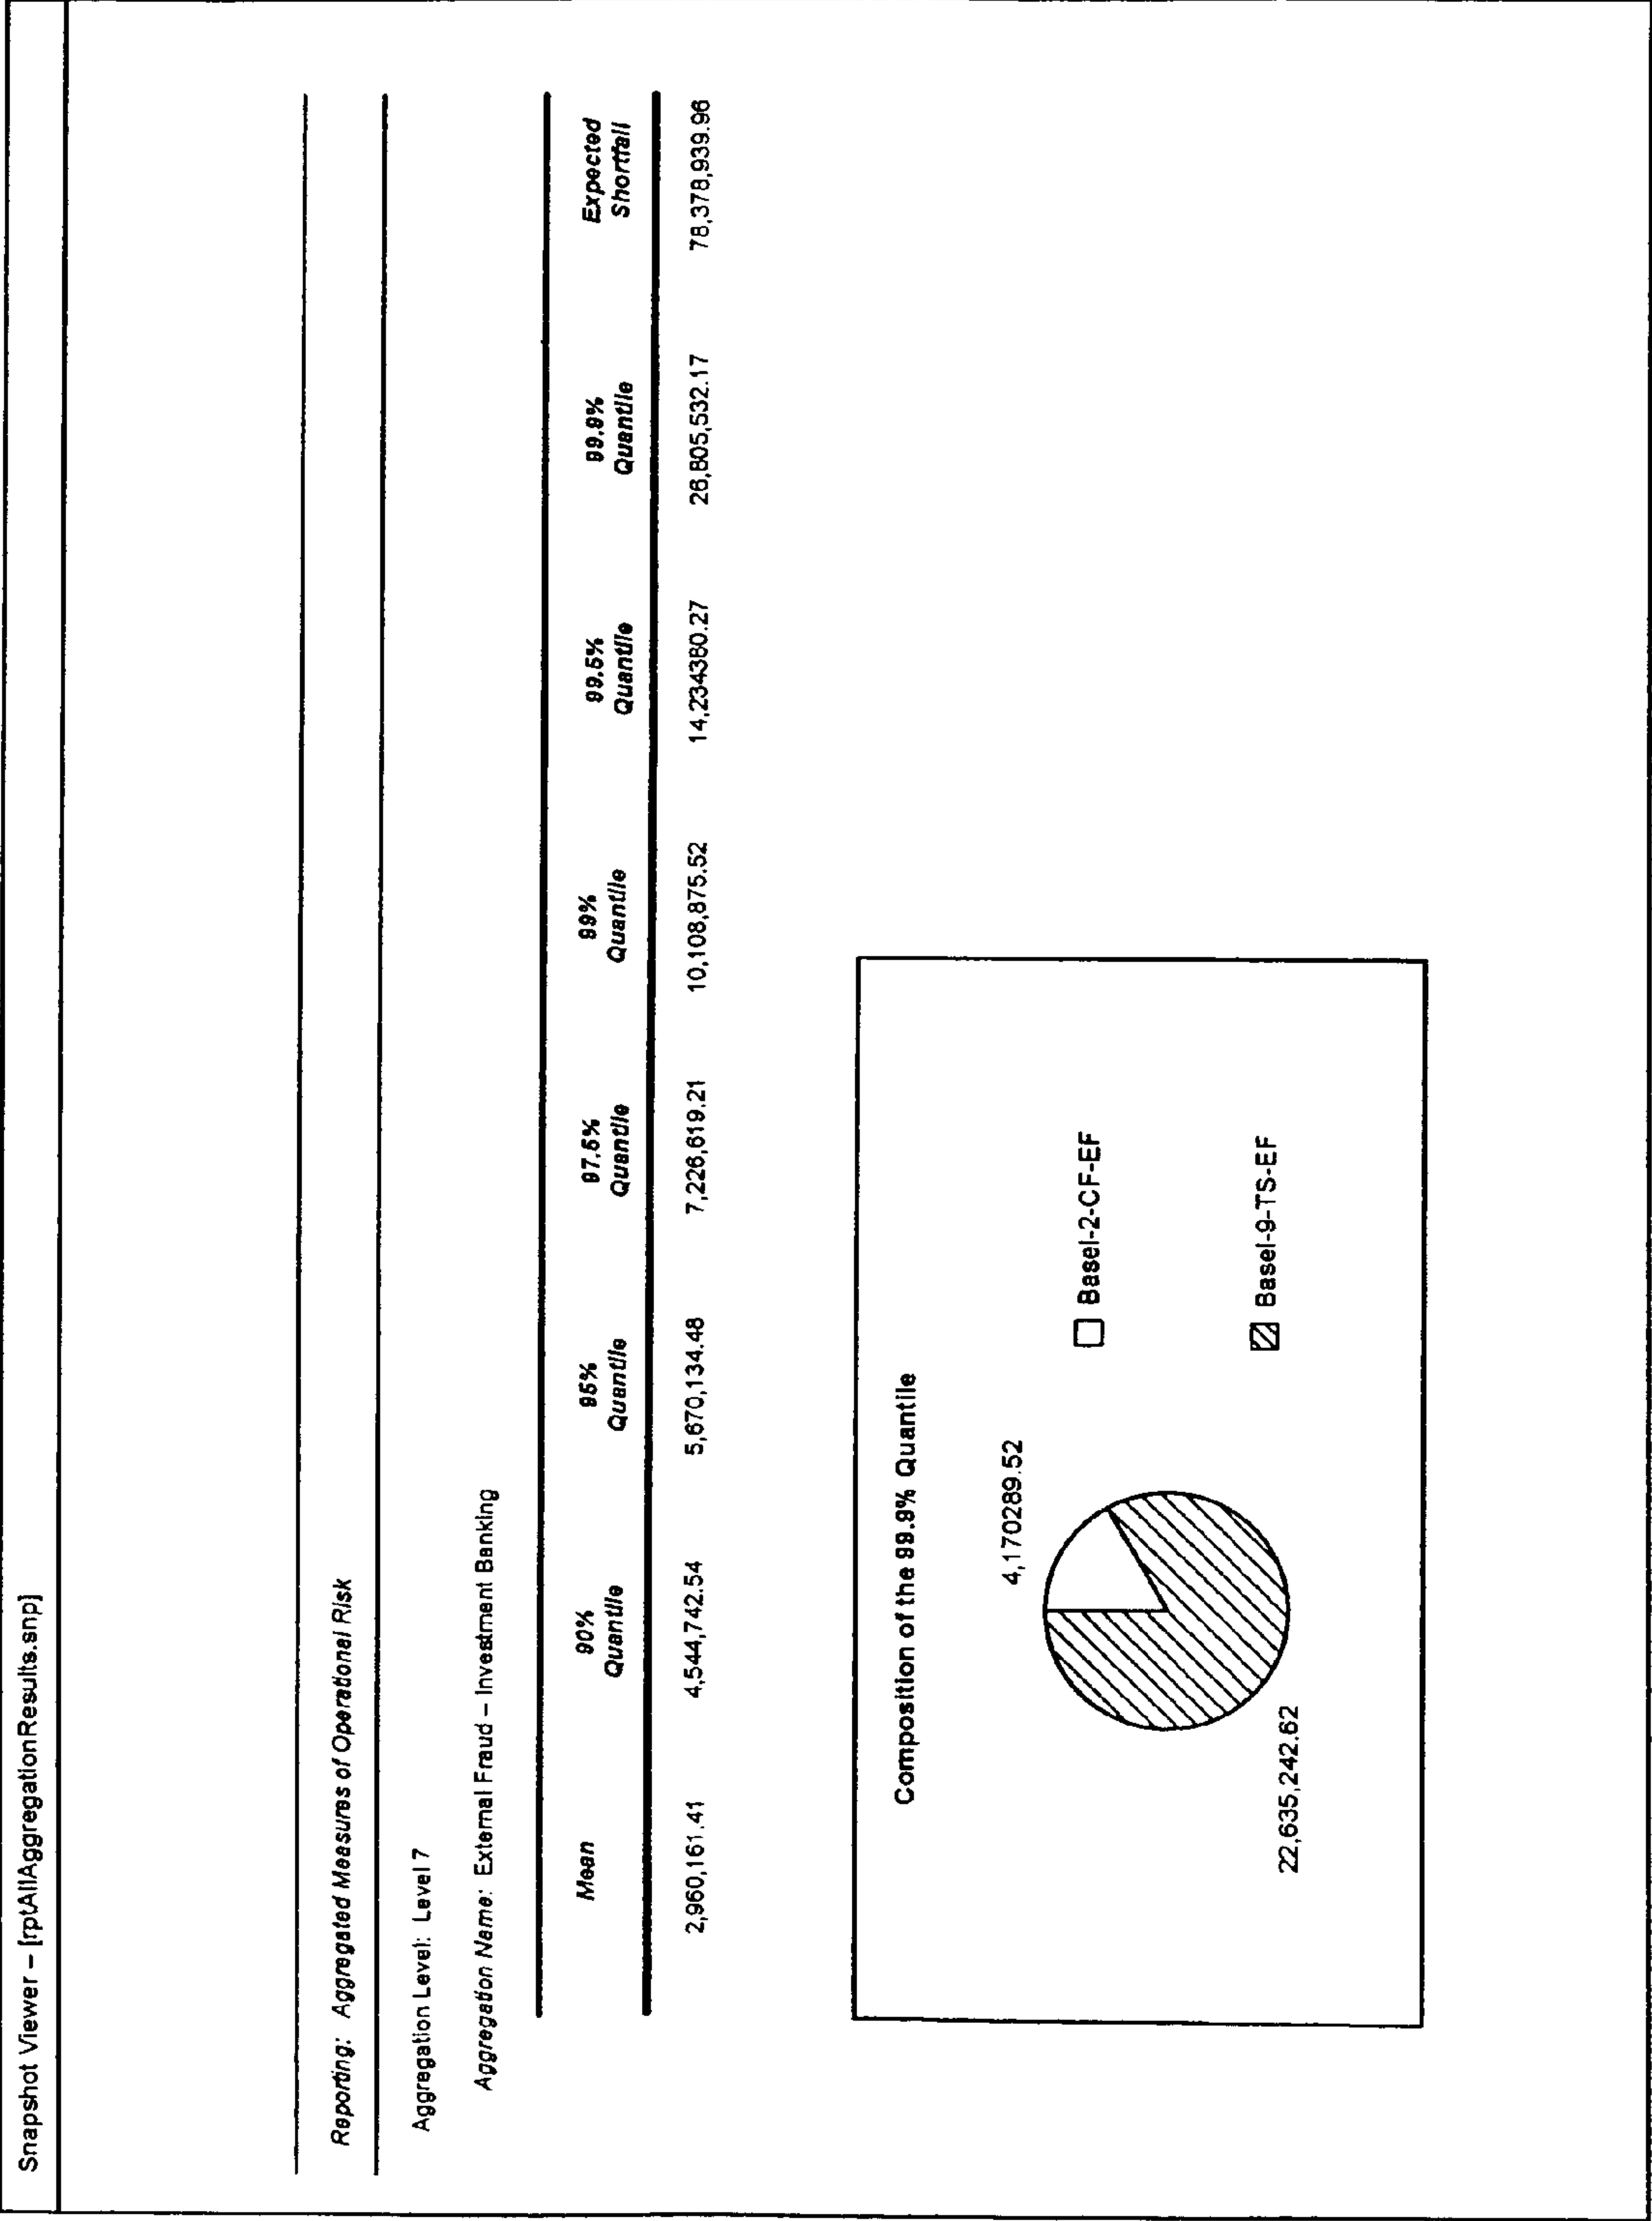 Snapshot Viewer – [rptAllAggregationResults.snp]
Reporting: Aggregated Measures of Operational Risk
Aggregation Level: Level 7
Aggregation Name: External Fraud – Investment Banking
Mean 90% Quantile 95% Quantile 97.5% Quantile 99% Quantile 99.5% Quantile 99.9% Quantile Expected Shortfall
2,960,161.41 4,544,742.54 5,670,134.48 7,226,619.21 10,108,875.52 14,234380.27 26,805,532.17 78,378,939.96
Composition of the 99.9% Quantile
4,170289.52
Basel-2-CF-EF
22,635,242.62
Basel-9-TS-EF